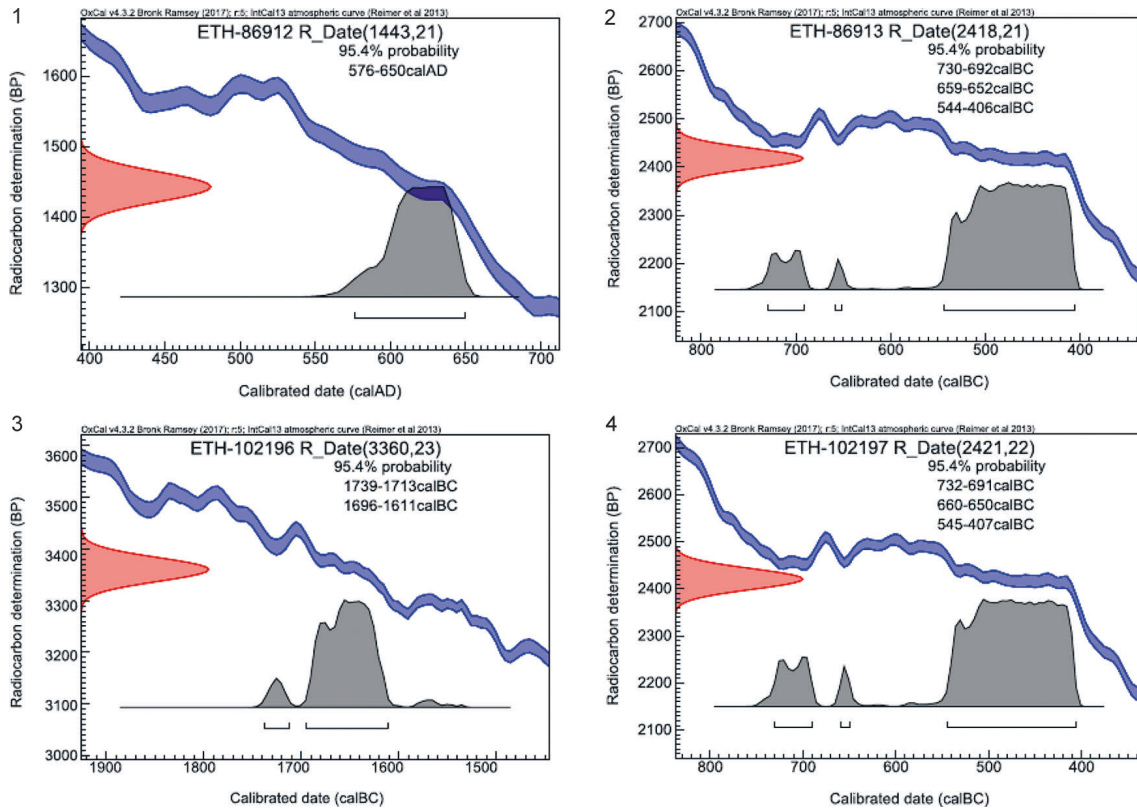 1
OxCal v4.3.2 Bronk Ramsey (2017); r:5; IntCal13 atmospheric curve (Reimer et al 2013)
ETH-86912 R_Date(1443,21)
95.4% probability
576-650calAD
Radiocarbon determination (BP)
1600
1500
1400
1300
400 450 500 550 600 650 700
Calibrated date (calAD)
2
OxCal v4.3.2 Bronk Ramsey (2017); r:5; IntCal13 atmospheric curve (Reimer et al 2013)
ETH-86913 R_Date(2418,21)
95.4% probability
730-692calBC
659-652calBC
544-406calBC
Radiocarbon determination (BP)
2700
2600
2500
2400
2300
2200
2100
800 700 600 500 400
Calibrated date (calBC)
3
OxCal v4.3.2 Bronk Ramsey (2017); r:5; IntCal13 atmospheric curve (Reimer et al 2013)
ETH-102196 R_Date(3360,23)
95.4% probability
1739-1713calBC
1696-1611calBC
Radiocarbon determination (BP)
3600
3500
3400
3300
3200
3100
3000
1900 1800 1700 1600 1500
Calibrated date (calBC)
4
OxCal v4.3.2 Bronk Ramsey (2017); r:5; IntCal13 atmospheric curve (Reimer et al 2013)
ETH-102197 R_Date(2421,22)
95.4% probability
732-691calBC
660-650calBC
545-407calBC
Radiocarbon determination (BP)
2700
2600
2500
2400
2300
2200
2100
800 700 600 500 400
Calibrated date (calBC)